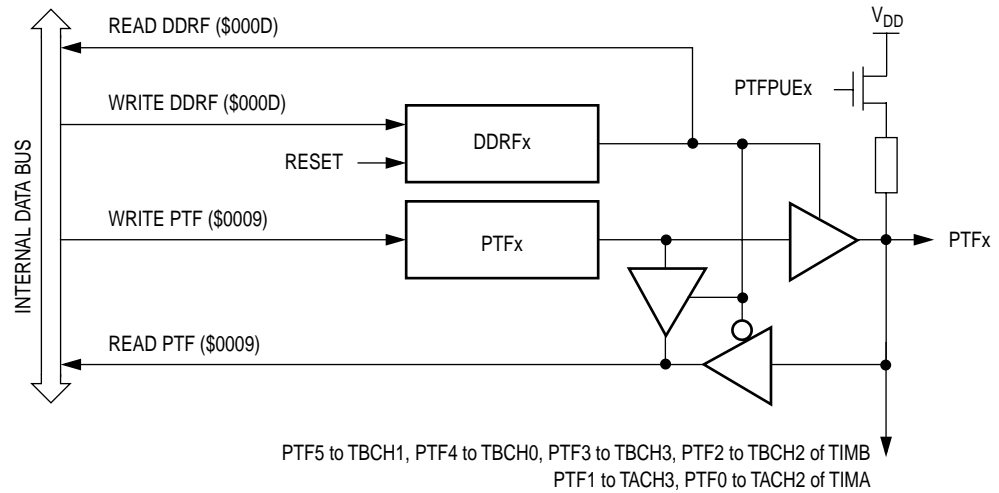 READ DDRF ($000D)
V_DD
PTFPUEx
WRITE DDRF ($000D)
DDRFx
RESET
WRITE PTF ($0009)
PTFx
PTFx
INTERNAL DATA BUS
READ PTF ($0009)
PTF5 to TBCH1, PTF4 to TBCH0, PTF3 to TBCH3, PTF2 to TBCH2 of TIMB
PTF1 to TACH3, PTF0 to TACH2 of TIMA